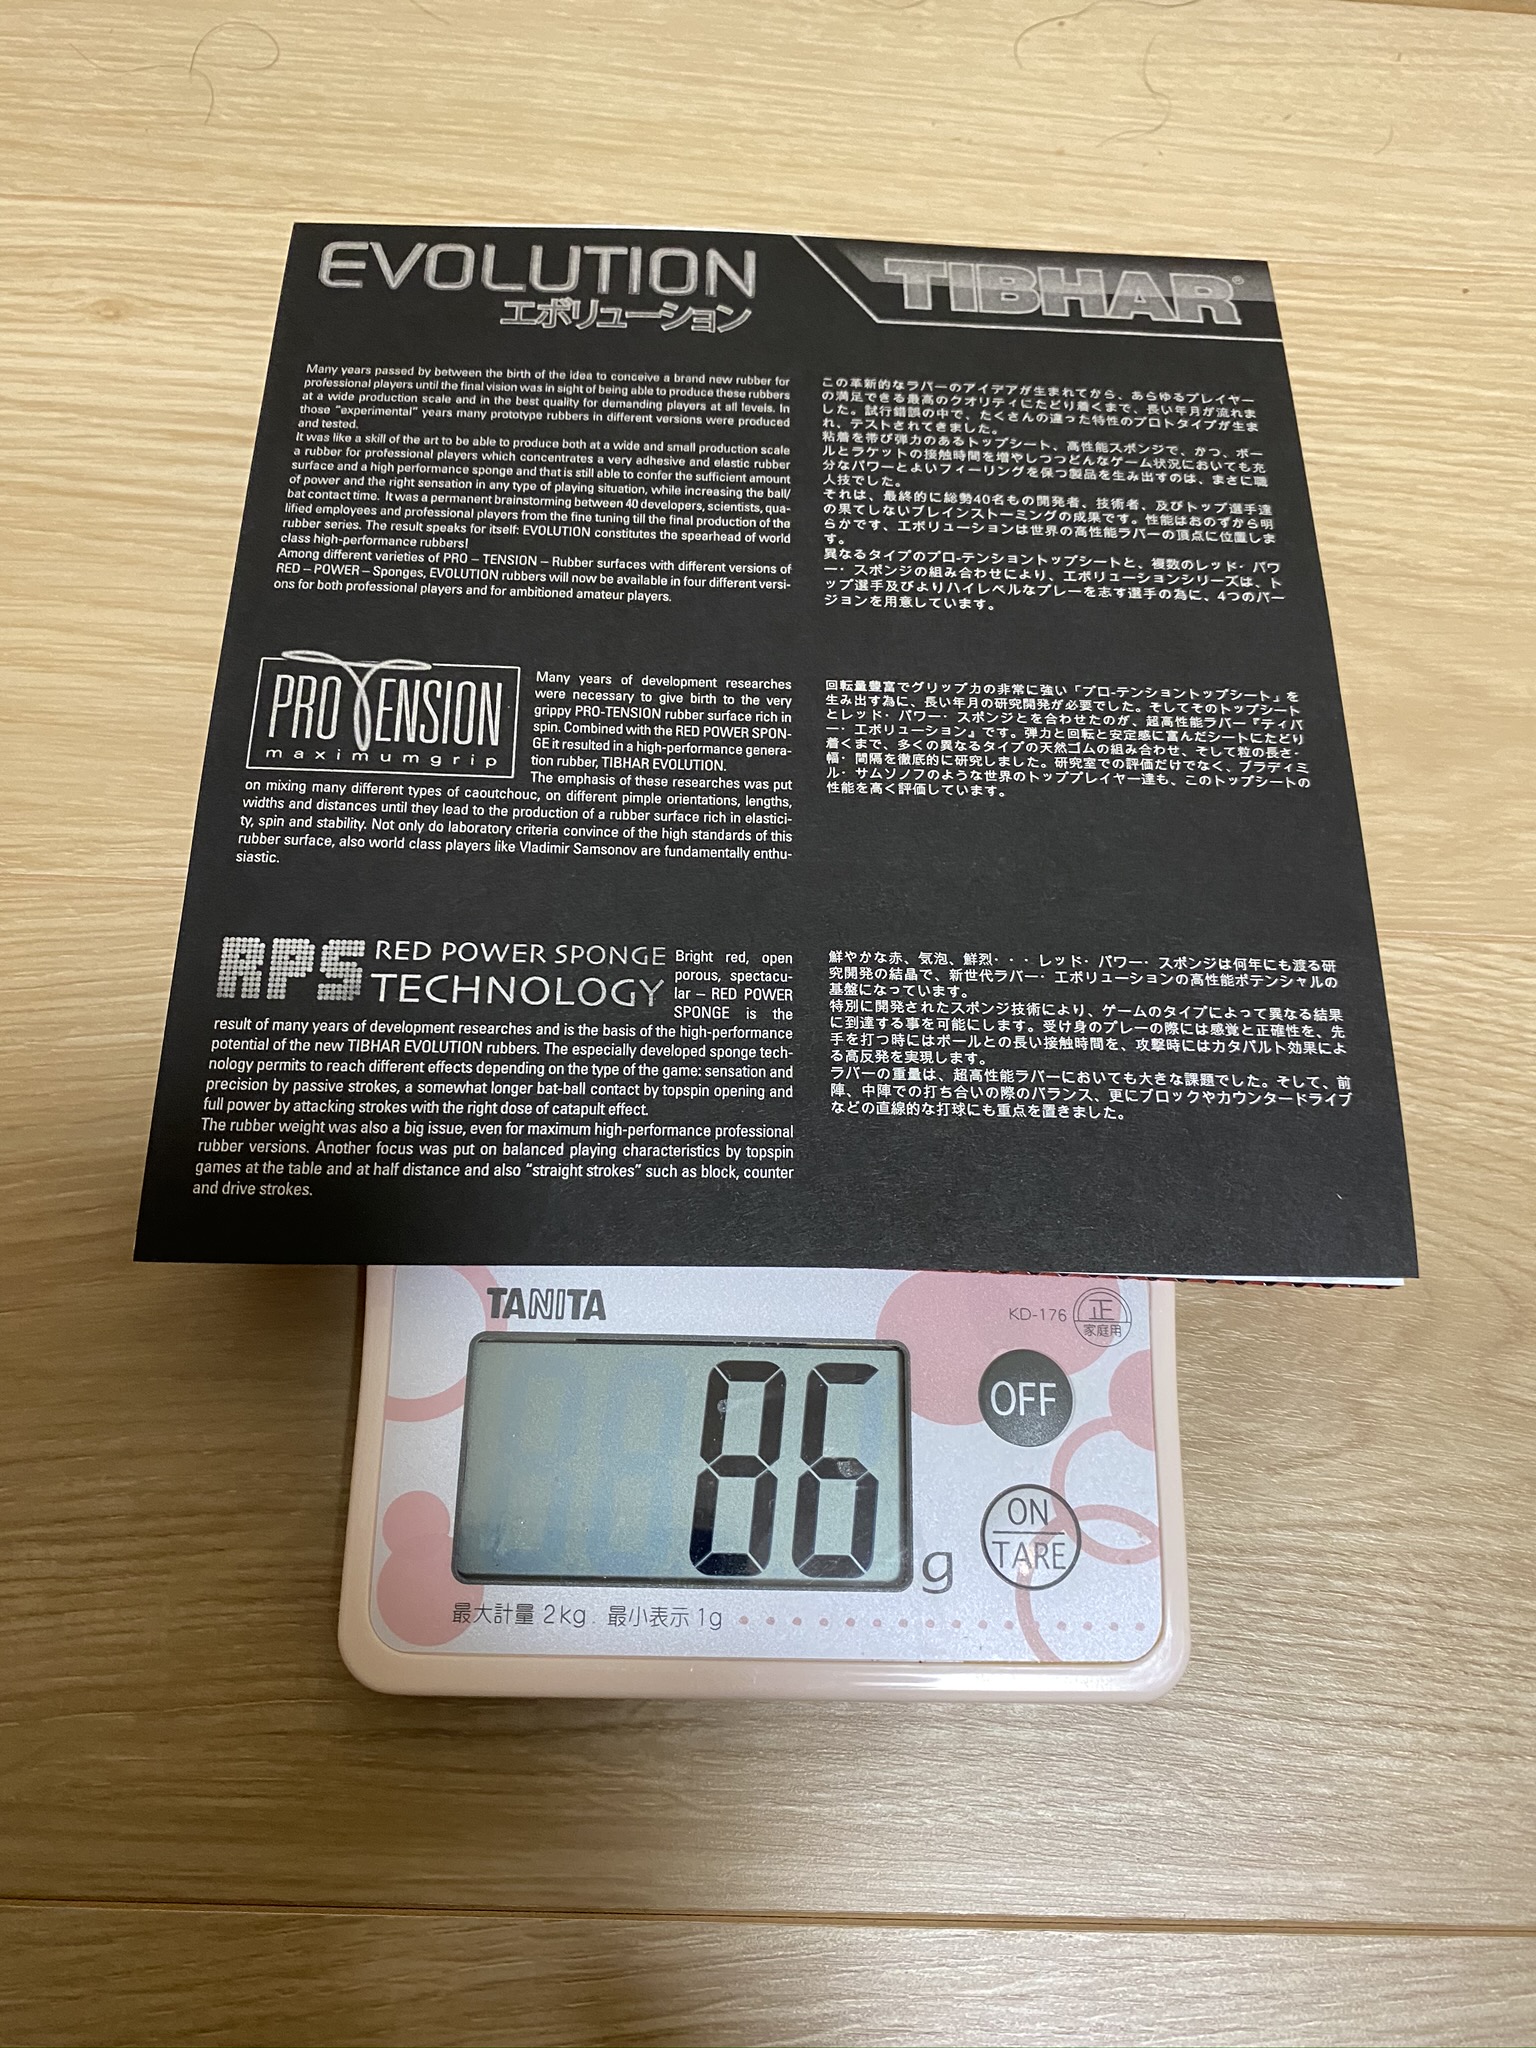 EVOLUTION
エボリューション
TIBHAR®
Many years passed by between the birth of the idea to conceive a brand new rubber for
professional players until the final vision was in sight of being able to produce these rubbers
at a wide production scale and in the best quality for demanding players at all levels. In
those “experimental” years many prototype rubbers in different versions were produced
and tested.
It was like a skill of the art to be able to produce both at a wide and small production scale
a rubber for professional players which concentrates a very adhesive and elastic rubber
surface and a high performance sponge and that is still able to confer the sufficient amount
of power and the right sensation in any type of playing situation, while increasing the ball/
bat contact time. It was a permanent brainstorming between 40 developers, scientists, qua-
lified employees and professional players from the fine tuning till the final production of the
rubber series. The result speaks for itself: EVOLUTION constitutes the spearhead of world
class high-performance rubbers!
Among different varieties of PRO – TENSION – Rubber surfaces with different versions of
RED – POWER – Sponges, EVOLUTION rubbers will now be available in four different versi-
ons for both professional players and for ambitioned amateur players.
この革新的なラバーのアイデアが生まれてから、あらゆるプレイヤー
の満足できる最高のクオリティにたどり着くまで、長い年月が流れま
した。試行錯誤の中で、たくさんの違った特性のプロトタイプが生ま
れ、テストされてきました。
粘着を帯び弾力のあるトップシート、高性能スポンジで、かつ、ボー
ルとラケットの接触時間を増やしつつどんなゲーム状況においても充
分なパワーとよいフィーリングを保つ製品を生み出すのは、まさに職
人技でした。
それは、最終的に総勢40名もの開発者、技術者、及びトップ選手達
の果てしないブレインストーミングの成果です。性能はおのずから明
らかです、エボリューションは世界の高性能ラバーの頂点に位置しま
す。
異なるタイプのプロ-テンショントップシートと、複数のレッド・パワ
ー・スポンジの組み合わせにより、エボリューションシリーズは、ト
ップ選手及びよりハイレベルなプレーを志す選手の為に、4つのバー
ジョンを用意しています。
PROTENSION
maximumgrip
Many years of development researches
were necessary to give birth to the very
grippy PRO-TENSION rubber surface rich in
spin. Combined with the RED POWER SPON-
GE it resulted in a high-performance genera-
tion rubber, TIBHAR EVOLUTION.
The emphasis of these researches was put
on mixing many different types of caoutchouc, on different pimple orientations, lengths,
widths and distances until they lead to the production of a rubber surface rich in elastici-
ty, spin and stability. Not only do laboratory criteria convince of the high standards of this
rubber surface, also world class players like Vladimir Samsonov are fundamentally enthu-
siastic.
回転量豊富でグリップ力の非常に強い「プロ-テンショントップシート」を
生み出す為に、長い年月の研究開発が必要でした。そしてそのトップシート
とレッド・パワー・スポンジとを合わせたのが、超高性能ラバー『ティバ
ー・エボリューション』です。弾力と回転と安定感に富んだシートにたどり
着くまで、多くの異なるタイプの天然ゴムの組み合わせ、そして粒の長さ・
幅・間隔を徹底的に研究しました。研究室での評価だけでなく、ブラディミ
ル・サムソノフのような世界のトッププレイヤー達も、このトップシートの
性能を高く評価しています。
RPS RED POWER SPONGE
TECHNOLOGY
Bright red, open
porous, spectacu-
lar – RED POWER
SPONGE is the
result of many years of development researches and is the basis of the high-performance
potential of the new TIBHAR EVOLUTION rubbers. The especially developed sponge tech-
nology permits to reach different effects depending on the type of the game: sensation and
precision by passive strokes, a somewhat longer bat-ball contact by topspin opening and
full power by attacking strokes with the right dose of catapult effect.
The rubber weight was also a big issue, even for maximum high-performance professional
rubber versions. Another focus was put on balanced playing characteristics by topspin
games at the table and at half distance and also “straight strokes” such as block, counter
and drive strokes.
鮮やかな赤、気泡、鮮烈・・・レッド・パワー・スポンジは何年にも渡る研
究開発の結晶で、新世代ラバー・エボリューションの高性能ポテンシャルの
基盤になっています。
特別に開発されたスポンジ技術により、ゲームのタイプによって異なる結果
に到達する事を可能にします。受け身のプレーの際には感覚と正確性を、先
手を打つ時にはボールとの長い接触時間を、攻撃時にはカタパルト効果によ
る高反発を実現します。
ラバーの重量は、超高性能ラバーにおいても大きな課題でした。そして、前
陣、中陣での打ち合いの際のバランス、更にブロックやカウンタードライブ
などの直線的な打球にも重点を置きました。
TANITA
KD-176
正
家庭用
86
g
OFF
ON
TARE
最大計量 2kg. 最小表示 1g